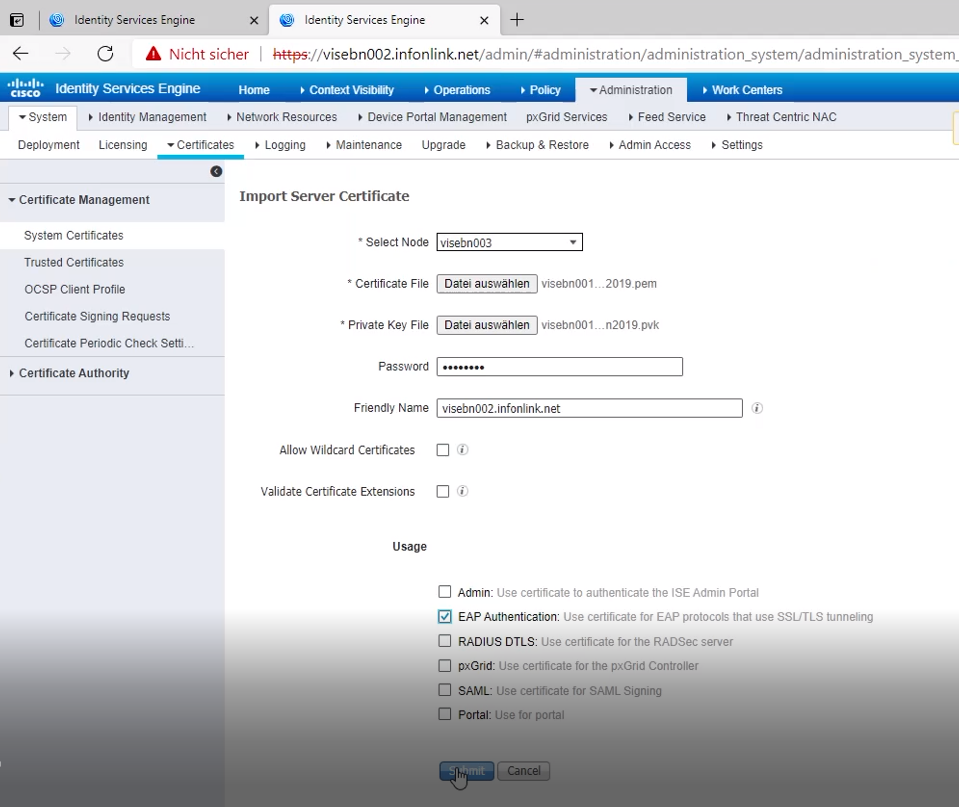 Identity Services Engine
Identity Services Engine
Nicht sicher https://visebn002.infonlink.net/admin/#administration/administration_system/administration_system_
CISCO Identity Services Engine Home Context Visibility Operations Policy Administration Work Centers
System Identity Management Network Resources Device Portal Management pxGrid Services Feed Service Threat Centric NAC
Deployment Licensing Certificates Logging Maintenance Upgrade Backup & Restore Admin Access Settings
Certificate Management
System Certificates
Trusted Certificates
OCSP Client Profile
Certificate Signing Requests
Certificate Periodic Check Setti...
Certificate Authority
Import Server Certificate
* Select Node visebn003
* Certificate File Datei auswählen visebn001...2019.pem
* Private Key File Datei auswählen visebn001...n2019.pvk
Password ••••••••
Friendly Name visebn002.infonlink.net
Allow Wildcard Certificates
Validate Certificate Extensions
Usage
Admin: Use certificate to authenticate the ISE Admin Portal
EAP Authentication: Use certificate for EAP protocols that use SSL/TLS tunneling
RADIUS DTLS: Use certificate for the RADSec server
pxGrid: Use certificate for the pxGrid Controller
SAML: Use certificate for SAML Signing
Portal: Use for portal
Submit Cancel